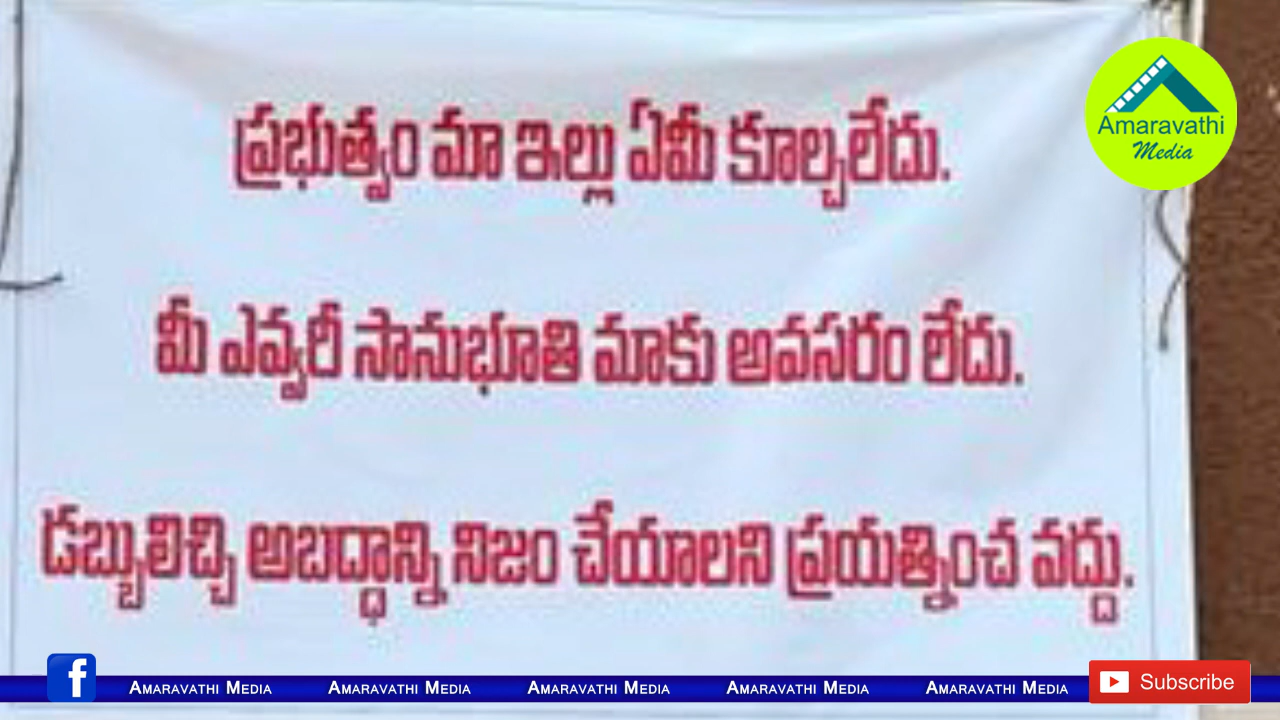 ప్రభుత్వం మా ఇల్లు ఏమీ కూల్చలేదు.
మీ ఎవ్వరీ సానుభూతి మాకు అవసరం లేదు.
డబ్బులిచ్చి అబద్ధాన్ని నిజం చేయాలని ప్రయత్నించ వద్దు.
Amaravathi
Media
f
AMARAVATHI MEDIA AMARAVATHI MEDIA AMARAVATHI MEDIA AMARAVATHI MEDIA AMARAVATHI MEDIA
Subscribe